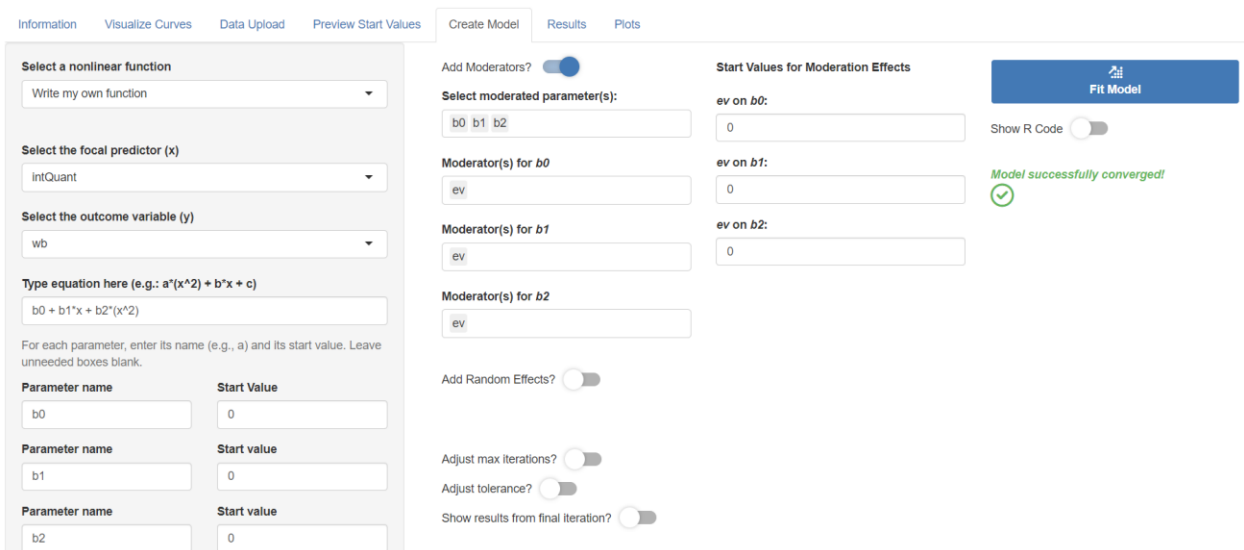 Information Visualize Curves Data Upload Preview Start Values Create Model Results Plots
Select a nonlinear function
Write my own function
Select the focal predictor (x)
intQuant
Select the outcome variable (y)
wb
Type equation here (e.g.: a*(x^2) + b*x + c)
b0 + b1*x + b2*(x^2)
For each parameter, enter its name (e.g., a) and its start value. Leave
unneeded boxes blank.
Parameter name Start Value
b0 0
Parameter name Start value
b1 0
Parameter name Start value
b2 0
Add Moderators?
Select moderated parameter(s):
b0 b1 b2
Moderator(s) for b0
ev
Moderator(s) for b1
ev
Moderator(s) for b2
ev
Add Random Effects?
Adjust max iterations?
Adjust tolerance?
Show results from final iteration?
Start Values for Moderation Effects
ev on b0:
0
ev on b1:
0
ev on b2:
0
Fit Model
Show R Code
Model successfully converged!